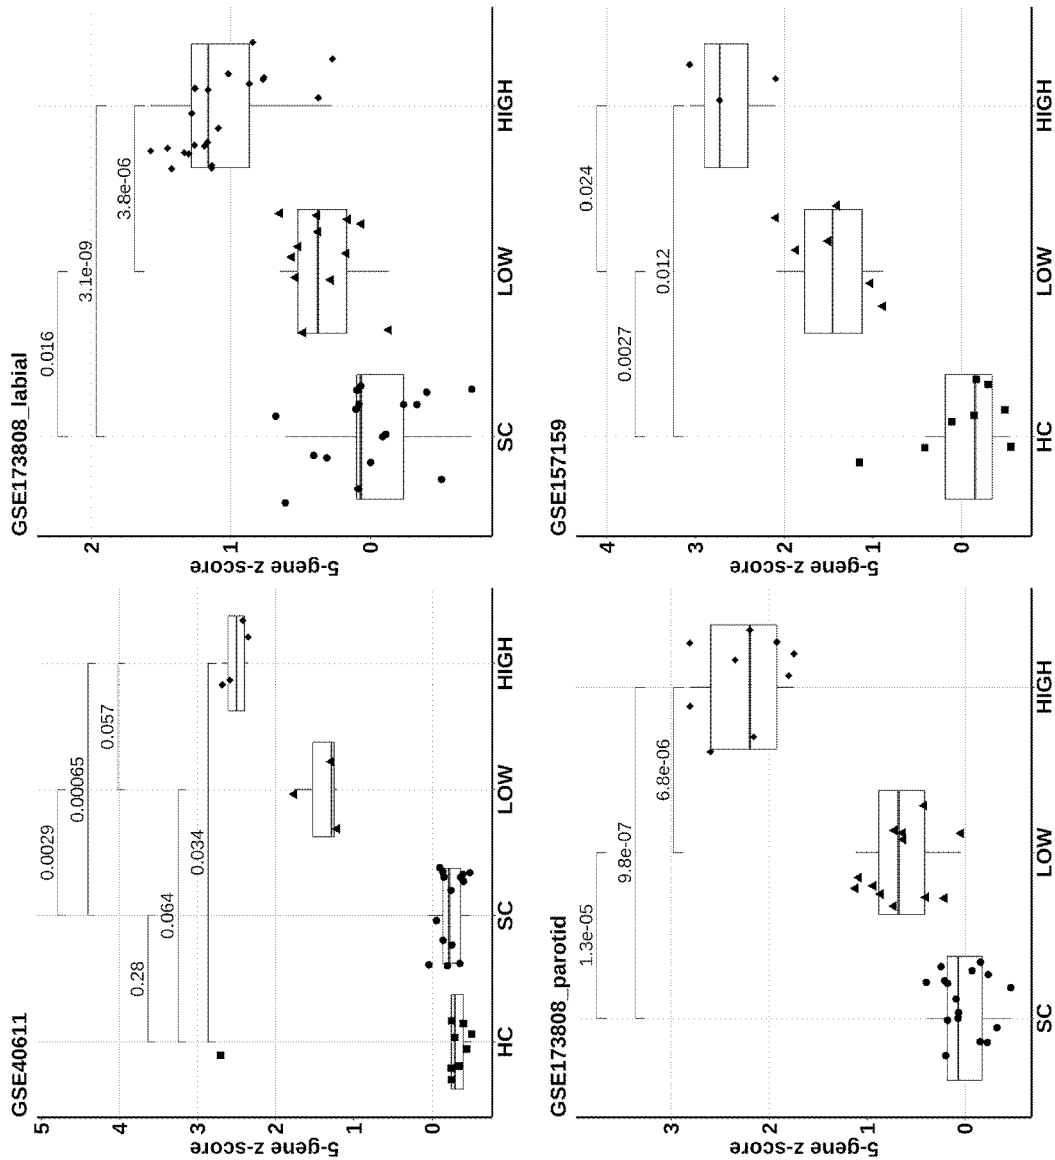 GSE40611
5-gene z-score
5
4
3
2
1
0
0.0029
0.00065
0.057
0.28
0.064
0.034
HC
SC
LOW
HIGH
GSE173808_labial
5-gene z-score
2
1
0
0.016
3.1e-09
3.8e-06
SC
LOW
HIGH
GSE173808_parotid
5-gene z-score
3
2
1
0
1.3e-05
9.8e-07
6.8e-06
SC
LOW
HIGH
GSE157159
5-gene z-score
4
3
2
1
0
0.024
0.0027
0.012
HC
LOW
HIGH